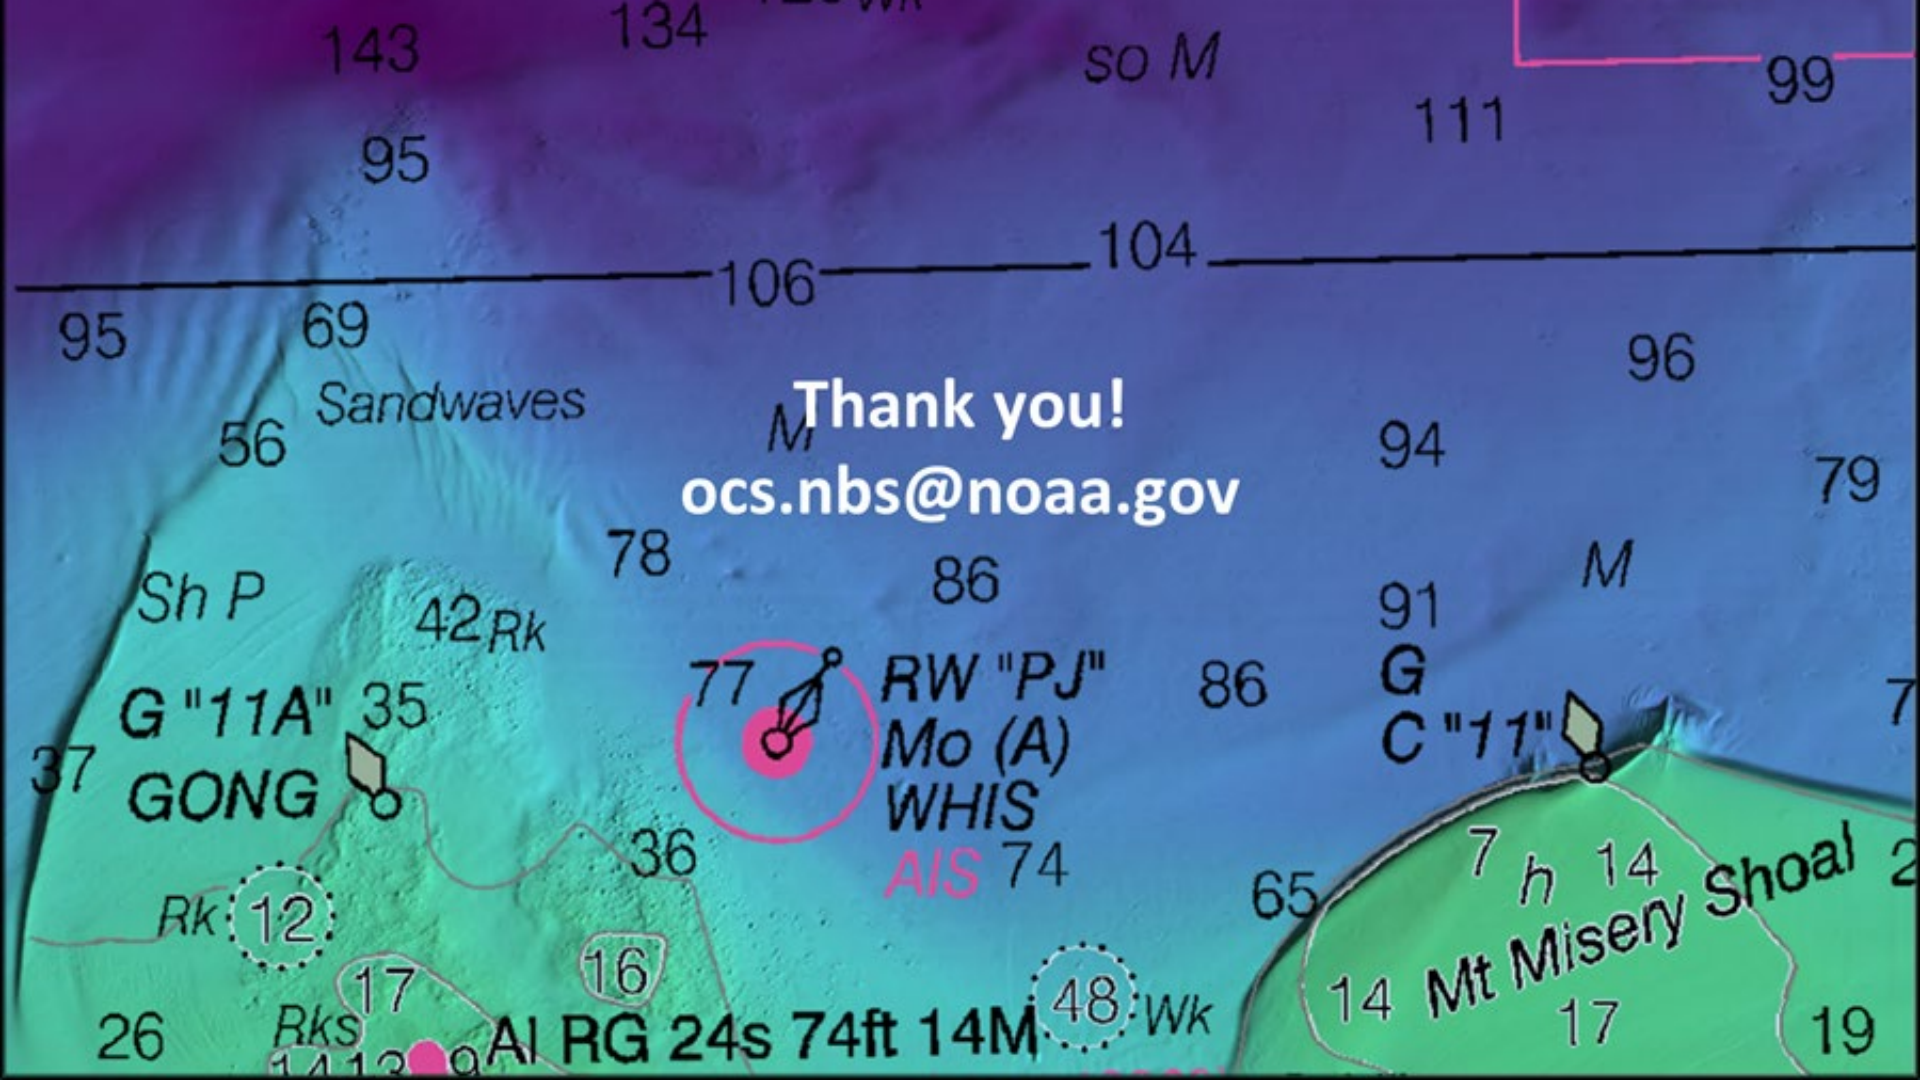 143
134
so M
99
111
95
104
106
95
69
96
Sandwaves
M
Thank you!
56
94
79
ocs.nbs@noaa.gov
78
86
M
Sh P
42 Rk
91
77
RW "PJ"
86
G
G "11A" 35
Mo (A)
C "11"
37
GONG
WHIS
36
AIS 74
65
7 h 14
Mt Misery Shoal
Rk 12
17
16
14
17
26
Rks
Al RG 24s 74ft 14M
48 Wk
19